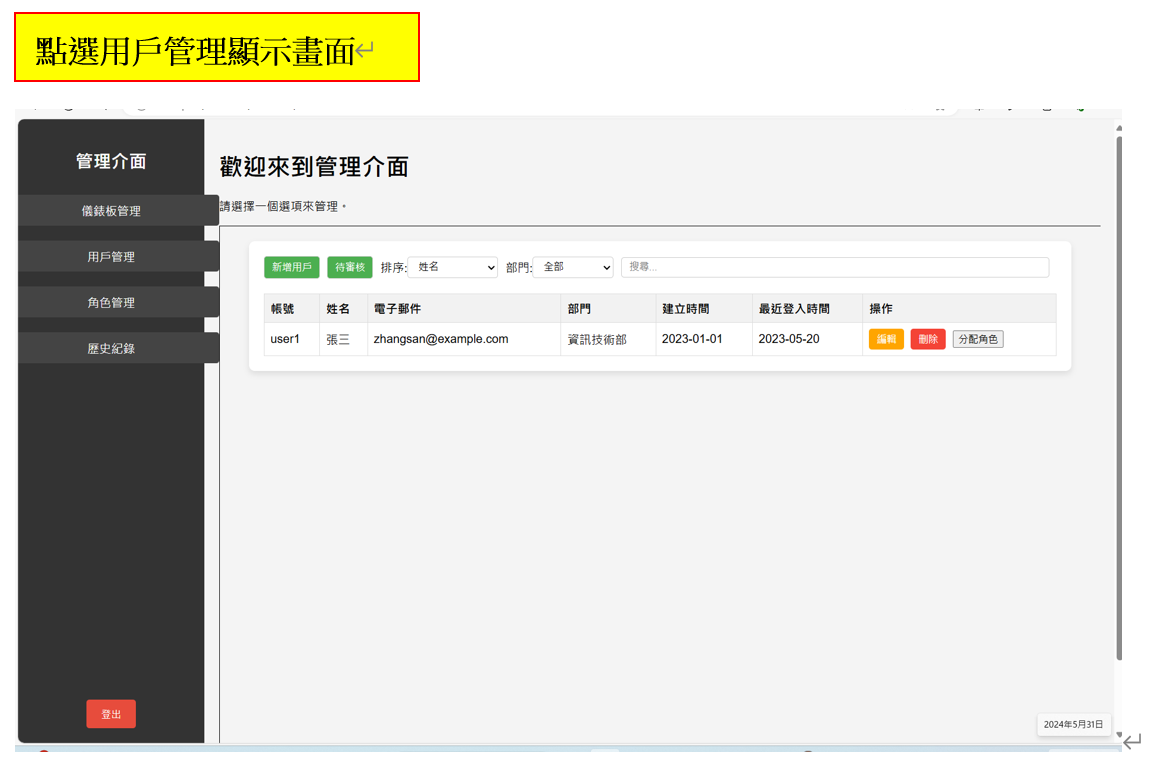 點選用戶管理顯示畫面
管理介面
儀錶板管理
用戶管理
角色管理
歷史紀錄
登出
歡迎來到管理介面
請選擇一個選項來管理。
新增用戶 待審核 排序: 姓名 部門: 全部 搜尋...
帳號 姓名 電子郵件 部門 建立時間 最近登入時間 操作
user1 張三 zhangsan@example.com 資訊技術部 2023-01-01 2023-05-20 編輯 刪除 分配角色
2024年5月31日